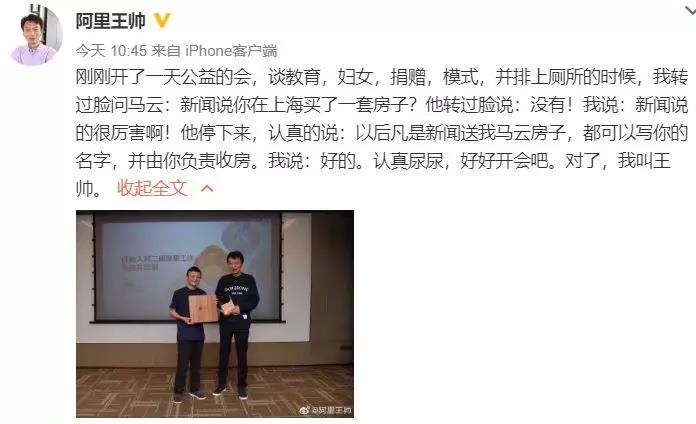 阿里王帅
今天 10:45 来自 iPhone客户端
刚刚开了一天公益的会，谈教育，妇女，捐赠，模式，并排上厕所的时候，我转
过脸问马云：新闻说你在上海买了一套房子？他转过脸说：没有！我说：新闻说
的很厉害啊！他停下来，认真的说：以后凡是新闻送我马云房子，都可以写你的
名字，并由你负责收房。我说：好的。认真尿尿，好好开会吧。对了，我叫王
帅。 收起全文
@阿里王帅